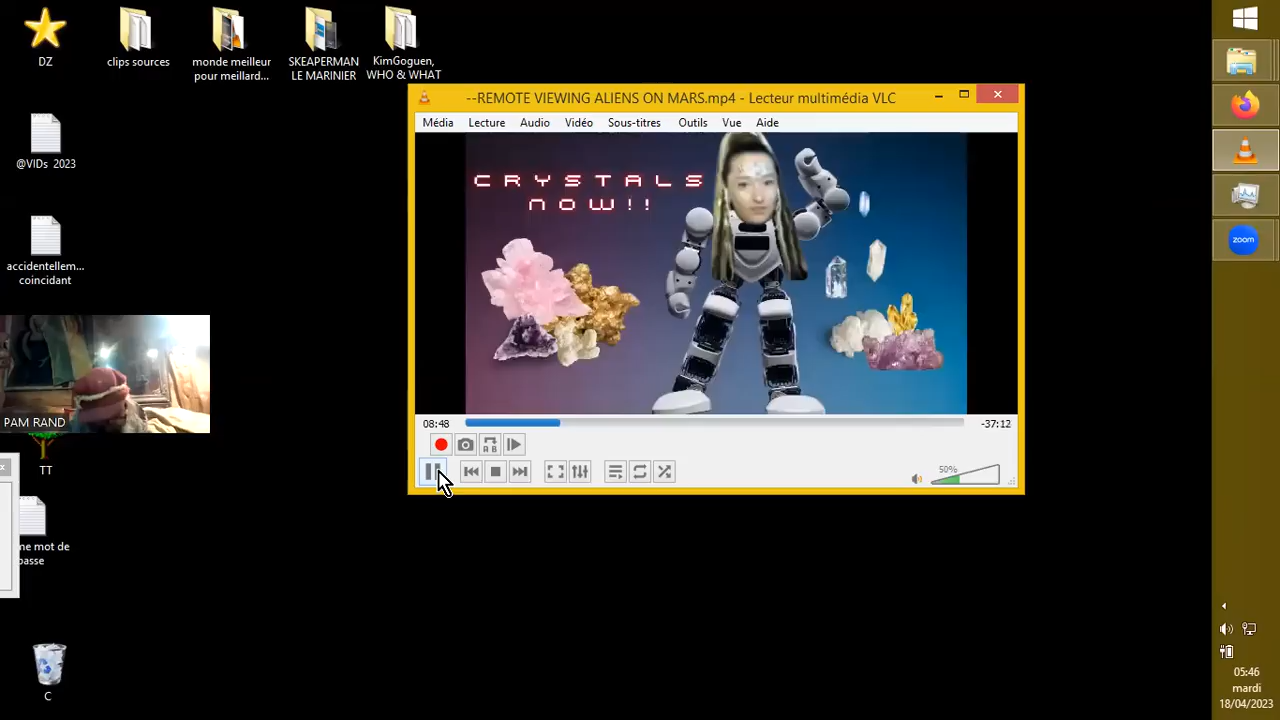 DZ
clips sources
monde meilleur
pour meillard...
SKEAPERMAN
LE MARINIER
KimGoguen,
WHO & WHAT
@VIDs 2023
accidentellem...
coincidant
PAM RAND
TT
me mot de
passe
C
--REMOTE VIEWING ALIENS ON MARS.mp4 - Lecteur multimédia VLC
Média Lecture Audio Vidéo Sous-titres Outils Vue Aide
CRYSTALS
NOW!!
08:48
-37:12
A B
50%
zoom
05:46
mardi
18/04/2023